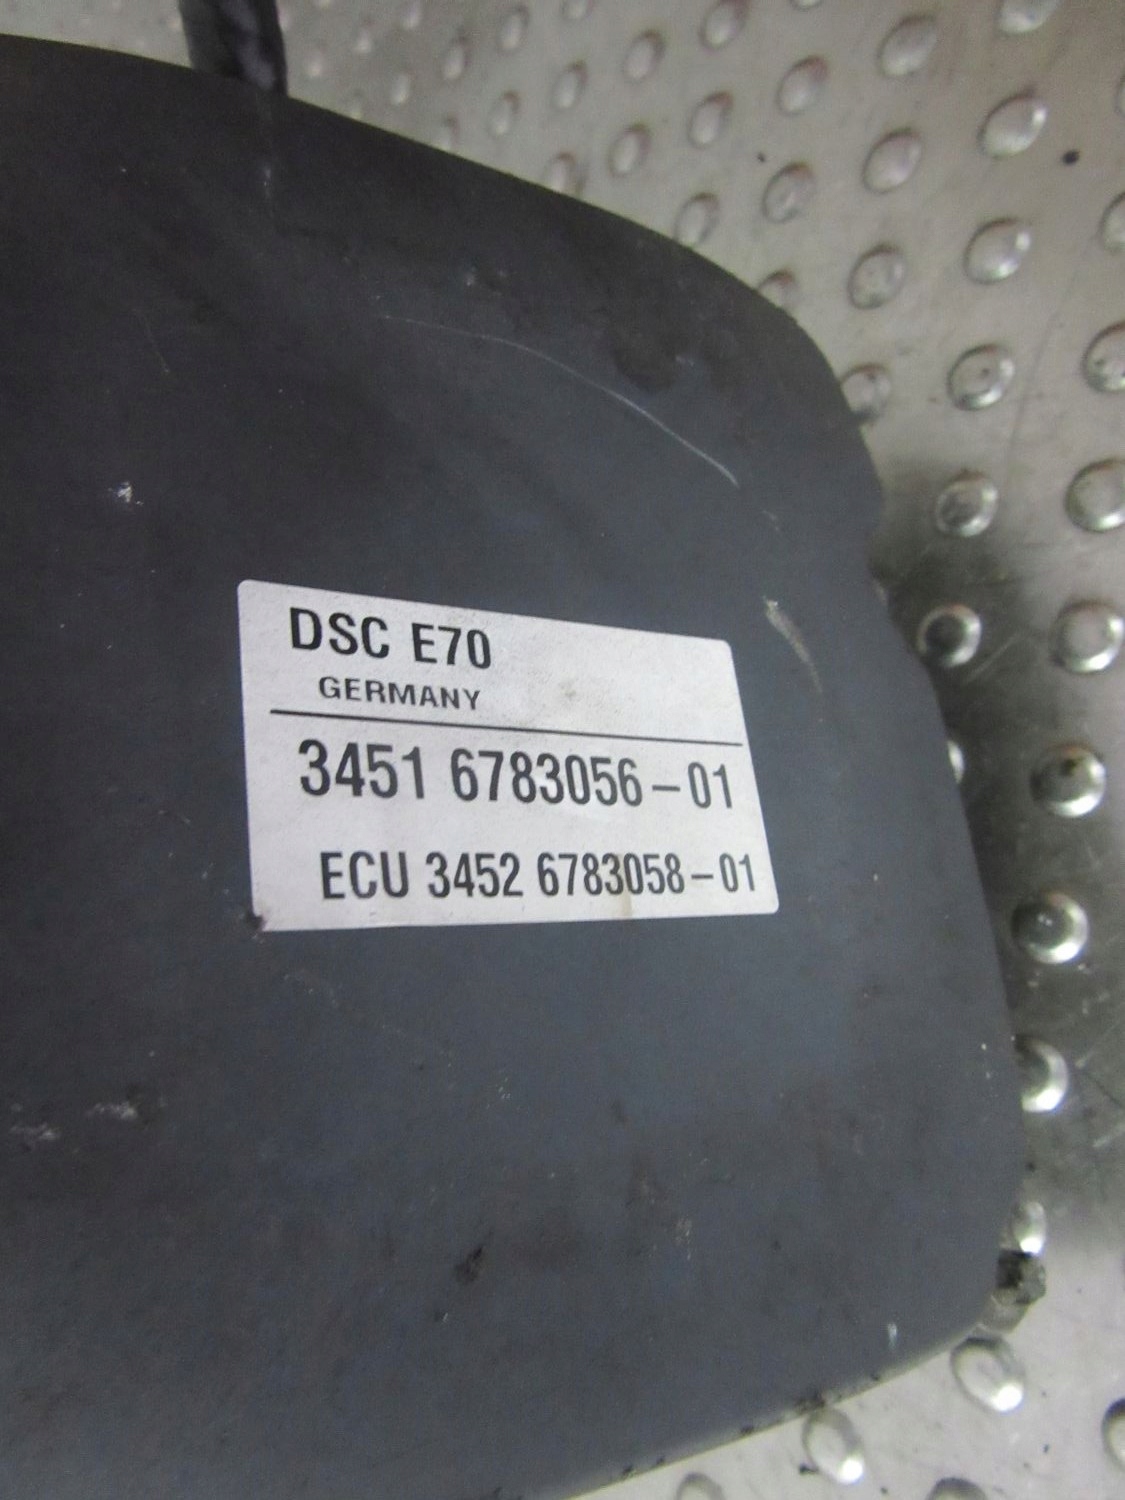 DSC E70
GERMANY
3451 6783056-01
ECU 3452 6783058-01